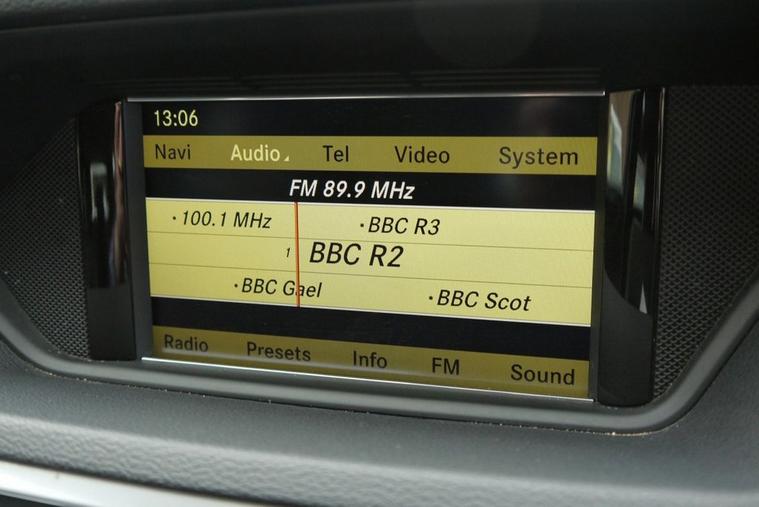 13:06
Navi Audio Tel Video System
FM 89.9 MHz
·100.1 MHz ·BBC R3
1 BBC R2
·BBC Gael ·BBC Scot
Radio Presets Info FM Sound